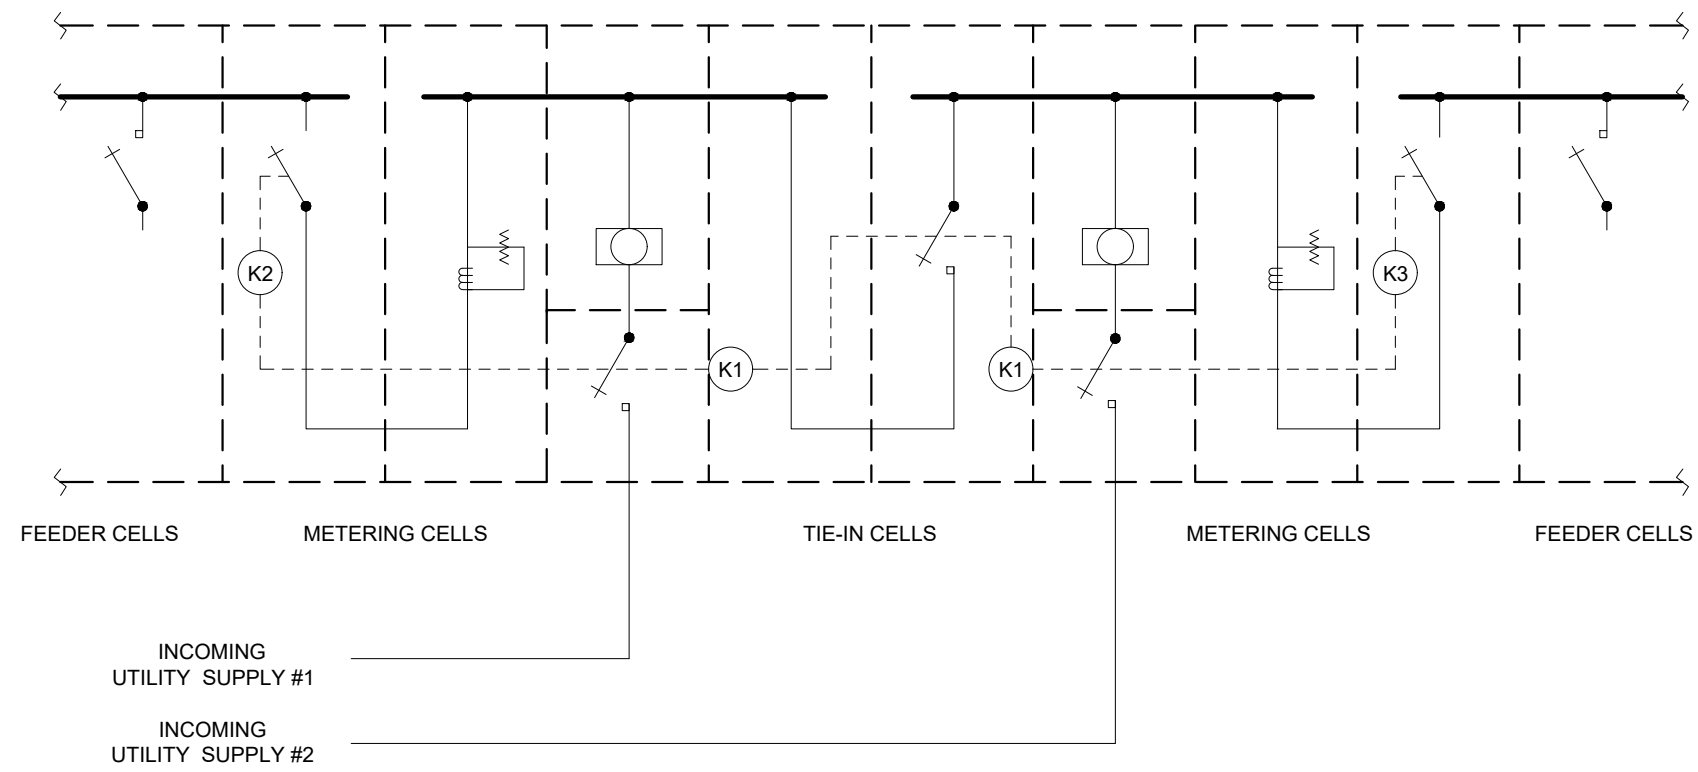 K2
K3
K1
K1
FEEDER CELLS
METERING CELLS
TIE-IN CELLS
METERING CELLS
FEEDER CELLS
INCOMING
UTILITY SUPPLY #1
INCOMING
UTILITY SUPPLY #2